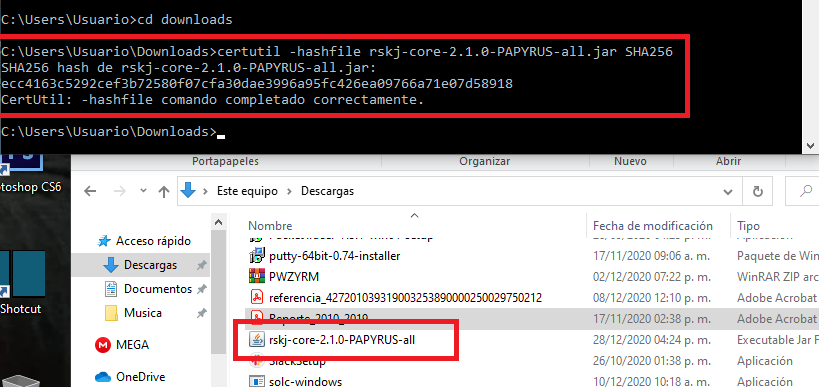 C:\Users\Usuario>cd downloads
C:\Users\Usuario\Downloads>certutil -hashfile rskj-core-2.1.0-PAPYRUS-all.jar SHA256
SHA256 hash de rskj-core-2.1.0-PAPYRUS-all.jar:
ecc4163c5292cef3b72580f07cfa30dae3996a95fc426ea09766a71e07d58918
CertUtil: -hashfile comando completado correctamente.
C:\Users\Usuario\Downloads>
Portapapeles Organizar Nuevo Abrir
otoshop CS6
Este equipo Descargas
Nombre Fecha de modificación Tipo
Acceso rápido
Descargas
Documentos
Musica
MEGA
OneDrive
Shotcut
putty-64bit-0.74-installer 17/11/2020 09:06 a. m. Paquete de Win
PWZYRM 02/12/2020 07:22 p. m. WinRAR ZIP arc
referencia_427201039319003253890000250029750212 08/12/2020 12:10 p. m. Adobe Acrobat
Reporte_2010_2019 17/11/2020 02:38 p. m. Adobe Acrobat
rskj-core-2.1.0-PAPYRUS-all 28/12/2020 04:24 p. m. Executable Jar F
SlackSetup 26/10/2020 01:38 p. m. Aplicación
solc-windows 10/12/2020 10:18 p. m. Aplicación